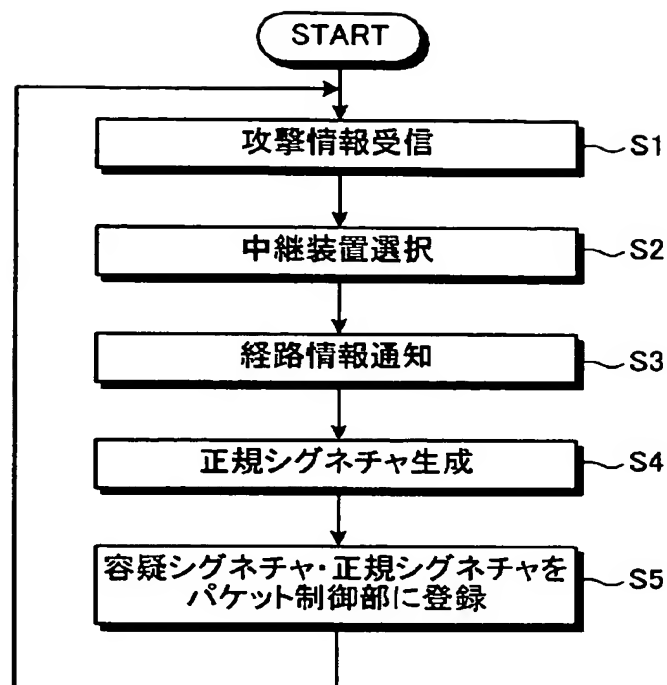 START
攻撃情報受信
S1
中継装置選択
S2
経路情報通知
S3
正規シグネチャ生成
S4
容疑シグネチャ・正規シグネチャを
パケット制御部に登録
S5